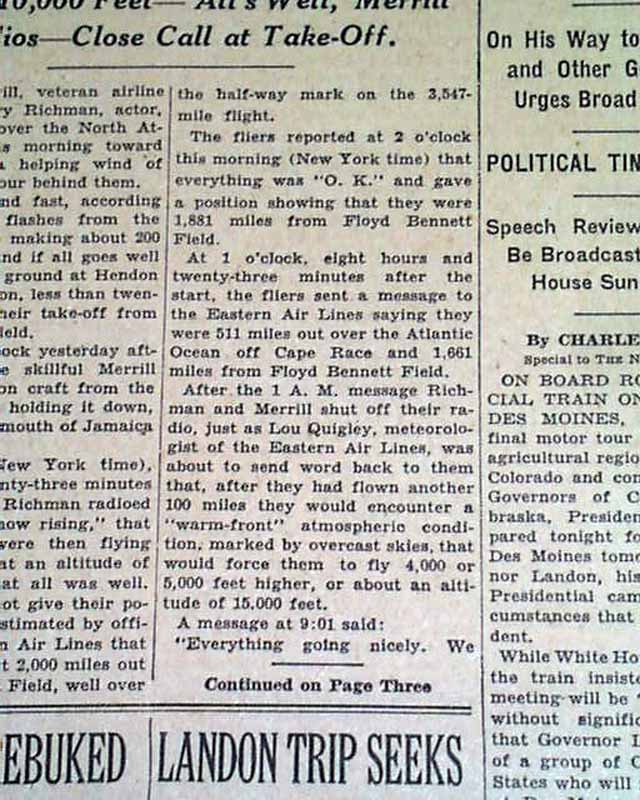 10,000 Feet—All's Well, Merrill
ios—Close Call at Take-Off.
ill, veteran airline
y Richman, actor,
over the North At-
s morning toward
helping wind of
our behind them.
nd fast, according
flashes from the
making about 200
nd if all goes well
ground at Hendon
on, less than twen-
heir take-off from
ield.
ock yesterday aft-
e skillful Merrill
on craft from the
holding it down,
mouth of Jamaica
New York time),
nty-three minutes
Richman radioed
now rising," that
were then flying
at an altitude of
at all was well.
ot give their po-
stimated by offi-
n Air Lines that
t 2,000 miles out
Field, well over
the half-way mark on the 3,547-
mile flight.
The fliers reported at 2 o'clock
this morning (New York time) that
everything was "O. K." and gave
a position showing that they were
1,881 miles from Floyd Bennett
Field.
At 1 o'clock, eight hours and
twenty-three minutes after the
start, the fliers sent a message to
the Eastern Air Lines saying they
were 511 miles out over the Atlantic
Ocean off Cape Race and 1,661
miles from Floyd Bennett Field.
After the 1 A. M. message Rich-
man and Merrill shut off their ra-
dio, just as Lou Quigley, meteorolo-
gist of the Eastern Air Lines, was
about to send word back to them
that, after they had flown another
100 miles they would encounter a
"warm-front" atmospheric condi-
tion, marked by overcast skies, that
would force them to fly 4,000 or
5,000 feet higher, or about an alti-
tude of 15,000 feet.
A message at 9:01 said:
"Everything going nicely. We
Continued on Page Three
EBUKED
LANDON TRIP SEEKS
On His Way to
and Other G
Urges Broad
POLITICAL TIN
Speech Review
Be Broadcast
House Sun
By CHARLE
Special to THE N
ON BOARD RO
CIAL TRAIN ON
DES MOINES,
final motor tour
agricultural regio
Colorado and con
Governors of C
braska, Presiden
pared tonight fo
Des Moines tomo
nor Landon, his
Presidential cam
cumstances that
dent.
While White Ho
the train insiste
meeting will be
without signific
that Governor L
of a group of C
States who will